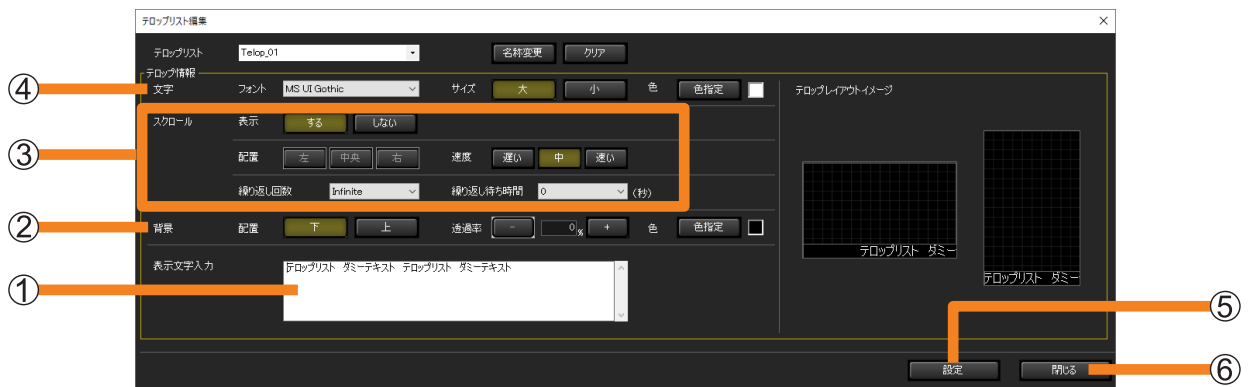 テロップリスト編集 ×
テロップリスト Telop_01 名称変更 クリア
テロップ情報
④ 文字 フォント MS UI Gothic サイズ 大 小 色 色指定 テロップレイアウトイメージ
③ スクロール 表示 する しない
配置 左 中央 右 速度 遅い 中 速い
繰り返し回数 Infinite 繰り返し待ち時間 0 (秒)
② 背景 配置 下 上 透過率 - 0% + 色 色指定
テロップリスト ダミー
テロップリスト ダミー
表示文字入力
① テロップリスト ダミーテキスト テロップリスト ダミーテキスト
⑤
設定 閉じる ⑥